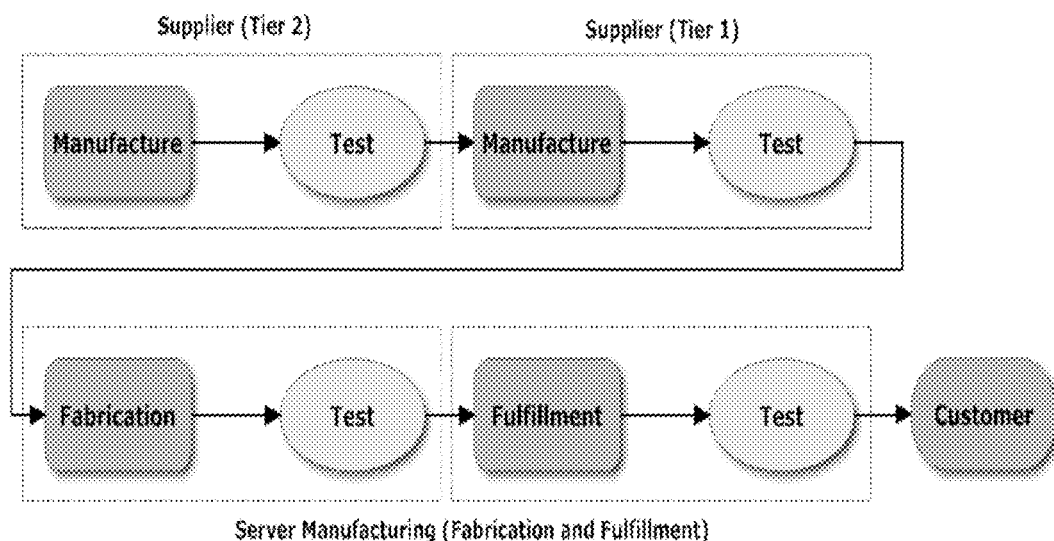 Supplier (Tier 2)
Supplier (Tier 1)
Manufacture
Test
Manufacture
Test
Fabrication
Test
Fulfillment
Test
Customer
Server Manufacturing (Fabrication and Fulfillment)